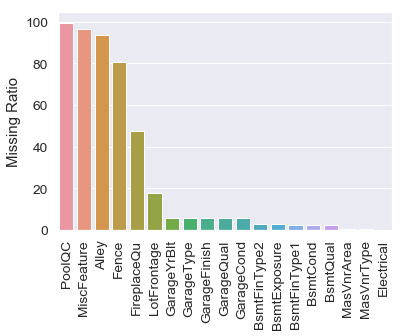 100
80
60
40
20
0
Missing Ratio
PoolQC
MiscFeature
Alley
Fence
FireplaceQu
LotFrontage
GarageYrBlt
GarageType
GarageFinish
GarageQual
GarageCond
BsmtFinType2
BsmtExposure
BsmtFinType1
BsmtCond
BsmtQual
MasVnrArea
MasVnrType
Electrical